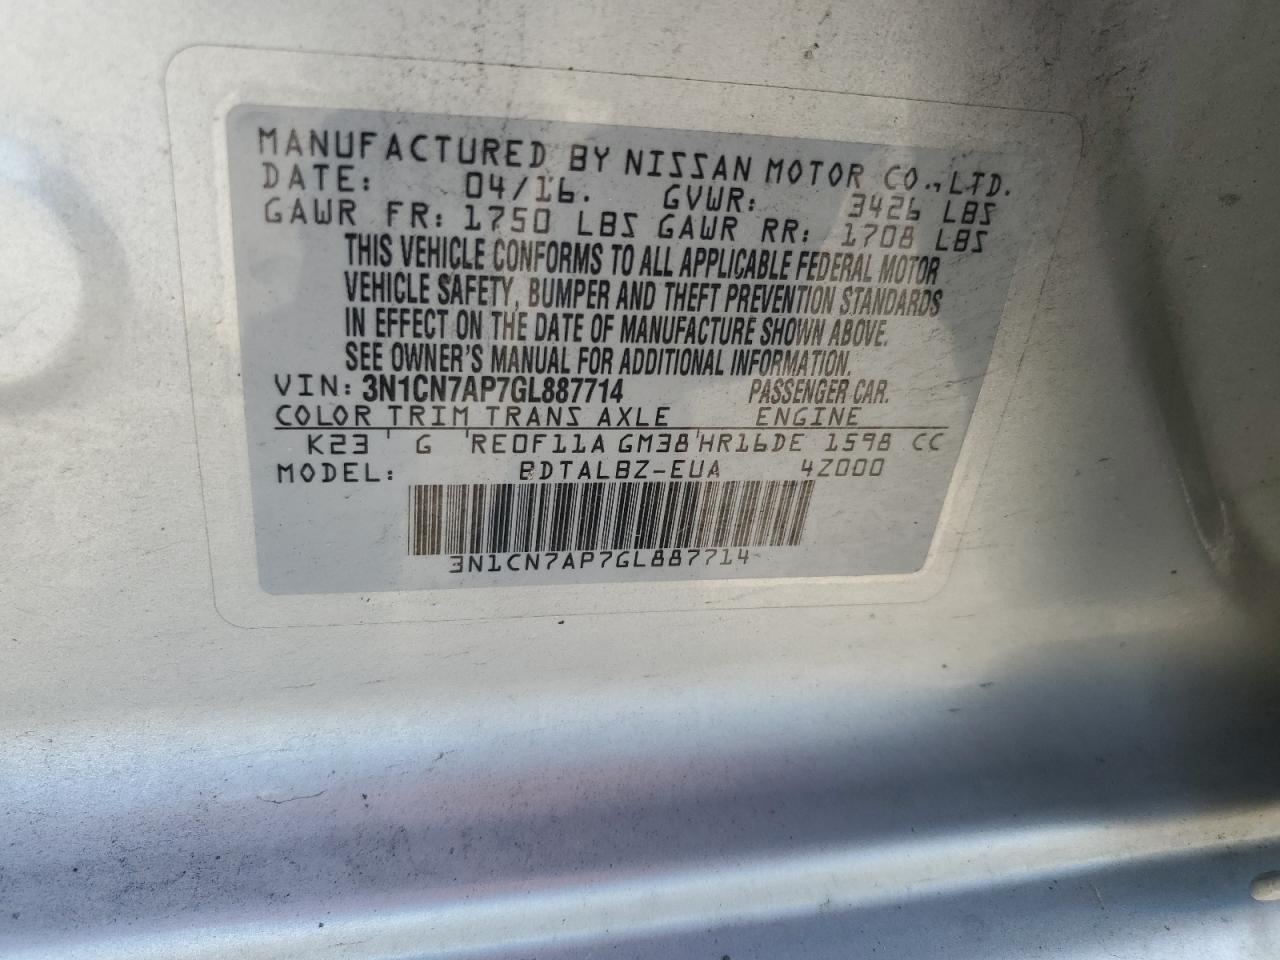 MANUFACTURED BY NISSAN MOTOR CO., LTD.
DATE: 04/16. GVWR: 3426 LBS
GAWR FR: 1750 LBS GAWR RR: 1708 LBS
THIS VEHICLE CONFORMS TO ALL APPLICABLE FEDERAL MOTOR
VEHICLE SAFETY, BUMPER AND THEFT PREVENTION STANDARDS
IN EFFECT ON THE DATE OF MANUFACTURE SHOWN ABOVE.
SEE OWNER'S MANUAL FOR ADDITIONAL INFORMATION.
VIN: 3N1CN7AP7GL887714 PASSENGER CAR.
COLOR TRIM TRANS AXLE ENGINE
K23 G RE0F11A GM38 HR16DE 1598 CC
MODEL: BDTALBZ-EUA 4Z000
3N1CN7AP7GL887714